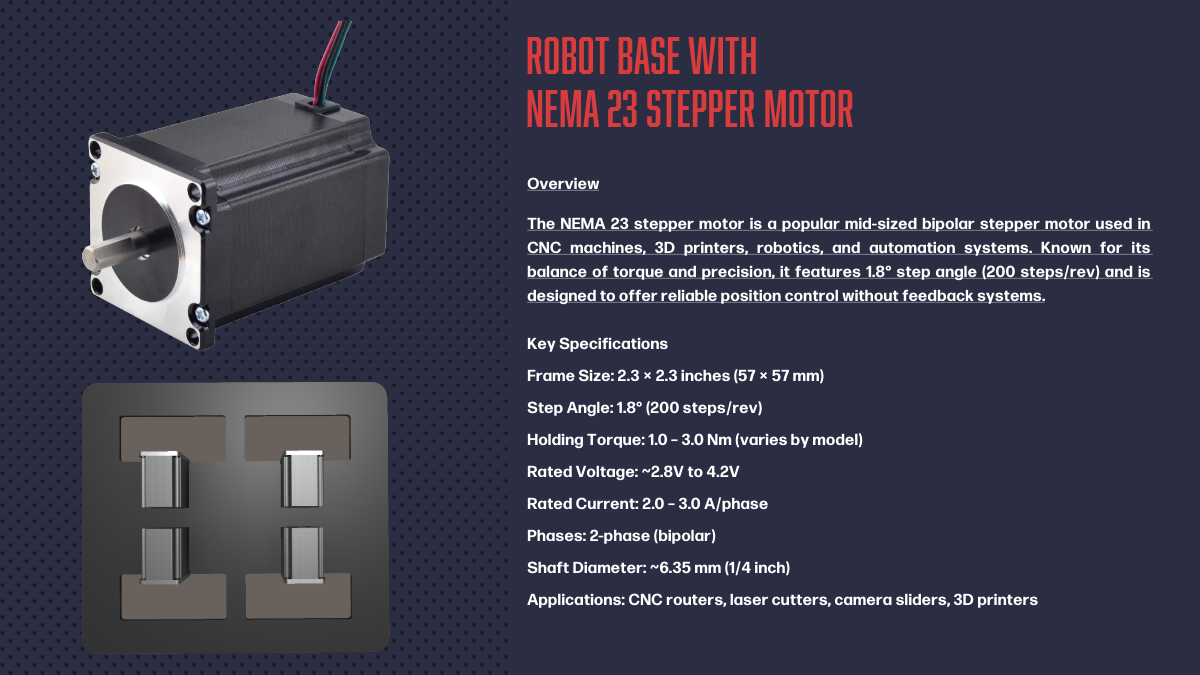 ROBOT BASE WITH
NEMA 23 STEPPER MOTOR
Overview
The NEMA 23 stepper motor is a popular mid-sized bipolar stepper motor used in
CNC machines, 3D printers, robotics, and automation systems. Known for its
balance of torque and precision, it features 1.8° step angle (200 steps/rev) and is
designed to offer reliable position control without feedback systems.
Key Specifications
Frame Size: 2.3 × 2.3 inches (57 × 57 mm)
Step Angle: 1.8° (200 steps/rev)
Holding Torque: 1.0 – 3.0 Nm (varies by model)
Rated Voltage: ~2.8V to 4.2V
Rated Current: 2.0 – 3.0 A/phase
Phases: 2-phase (bipolar)
Shaft Diameter: ~6.35 mm (1/4 inch)
Applications: CNC routers, laser cutters, camera sliders, 3D printers